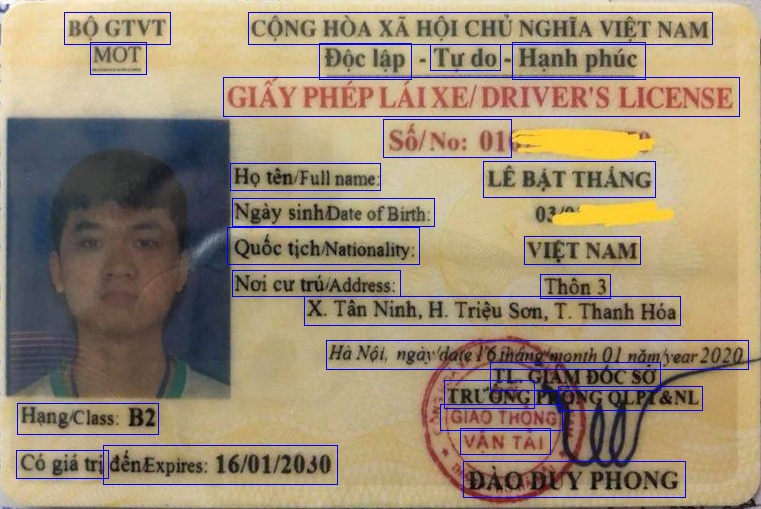 BỘ GTVT
MOT
CỘNG HÒA XÃ HỘI CHỦ NGHĨA VIỆT NAM
Độc lập - Tự do - Hạnh phúc
GIẤY PHÉP LÁI XE/ DRIVER'S LICENSE
Số/ No: 01
Họ tên/Full name: LÊ BẬT THẮNG
Ngày sinh/Date of Birth: 03/0
Quốc tịch/Nationality: VIỆT NAM
Nơi cư trú/Address: Thôn 3
X. Tân Ninh, H. Triệu Sơn, T. Thanh Hóa
Hà Nội, ngày/date 16 tháng/month 01 năm/year 2020
TL. GIÁM ĐỐC SỞ
TRƯỞNG PHÒNG QLPT&NL
GIAO THÔNG
VẬN TẢI
Hạng/Class: B2
Có giá trị đến/Expires: 16/01/2030
ĐÀO DUY PHONG